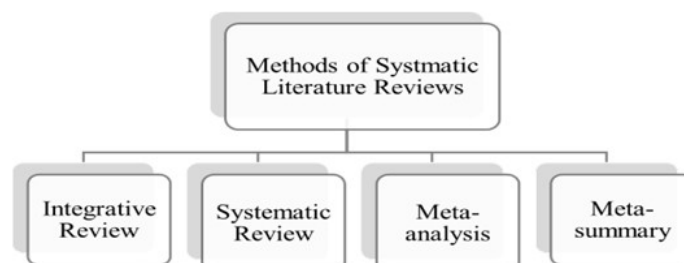 Methods of Systmatic
Literature Reviews
Integrative
Review
Systematic
Review
Meta-
analysis
Meta-
summary